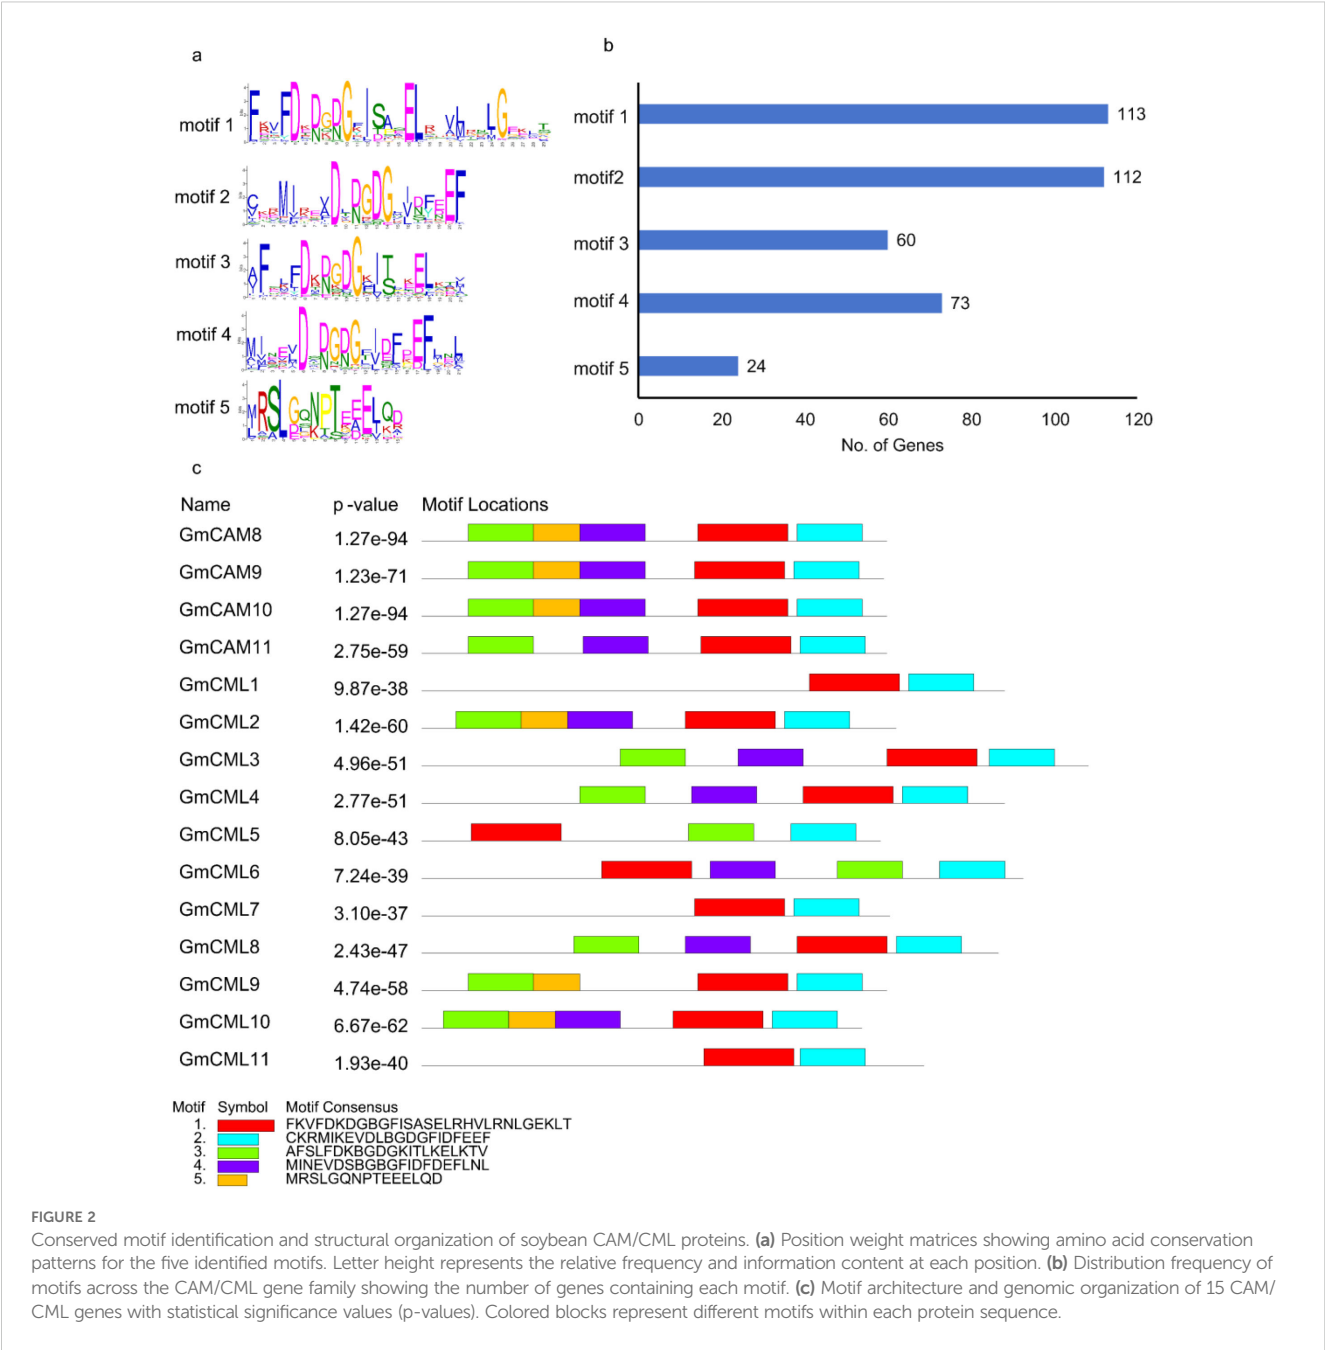 a
motif 1
motif 2
motif 3
motif 4
motif 5
b
motif 1
113
motif2
112
motif 3
60
motif 4
73
motif 5
24
0 20 40 60 80 100 120
No. of Genes
c
Name p -value Motif Locations
GmCAM8 1.27e-94
GmCAM9 1.23e-71
GmCAM10 1.27e-94
GmCAM11 2.75e-59
GmCML1 9.87e-38
GmCML2 1.42e-60
GmCML3 4.96e-51
GmCML4 2.77e-51
GmCML5 8.05e-43
GmCML6 7.24e-39
GmCML7 3.10e-37
GmCML8 2.43e-47
GmCML9 4.74e-58
GmCML10 6.67e-62
GmCML11 1.93e-40
Motif Symbol Motif Consensus
1. FKVFDKDGBGFISASELRHVLRNLGEKLT
2. CKRMIKEVDLBGDGFIDFEEF
3. AFSLFDKBGDGKITLKELKTV
4. MINEVDSBGBGFIDFDEFLNL
5. MRSLGQNPTEEELQD
FIGURE 2
Conserved motif identification and structural organization of soybean CAM/CML proteins. (a) Position weight matrices showing amino acid conservation
patterns for the five identified motifs. Letter height represents the relative frequency and information content at each position. (b) Distribution frequency of
motifs across the CAM/CML gene family showing the number of genes containing each motif. (c) Motif architecture and genomic organization of 15 CAM/
CML genes with statistical significance values (p-values). Colored blocks represent different motifs within each protein sequence.